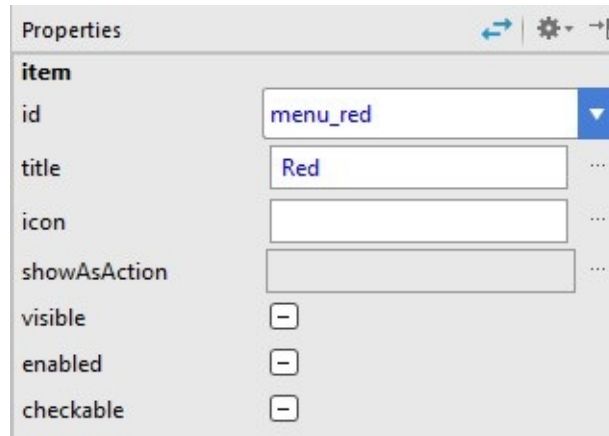 Properties
item
id menu_red
title Red
icon
showAsAction
visible
enabled
checkable